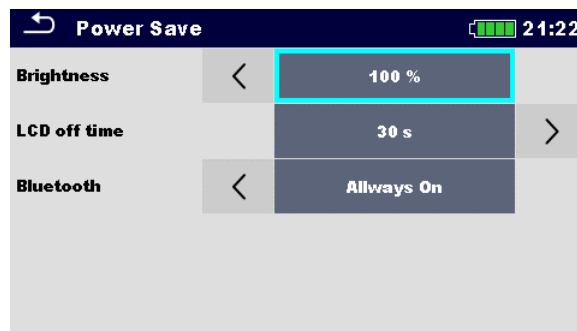 Power Save 21:22
Brightness < 100 %
LCD off time 30 s >
Bluetooth < Allways On